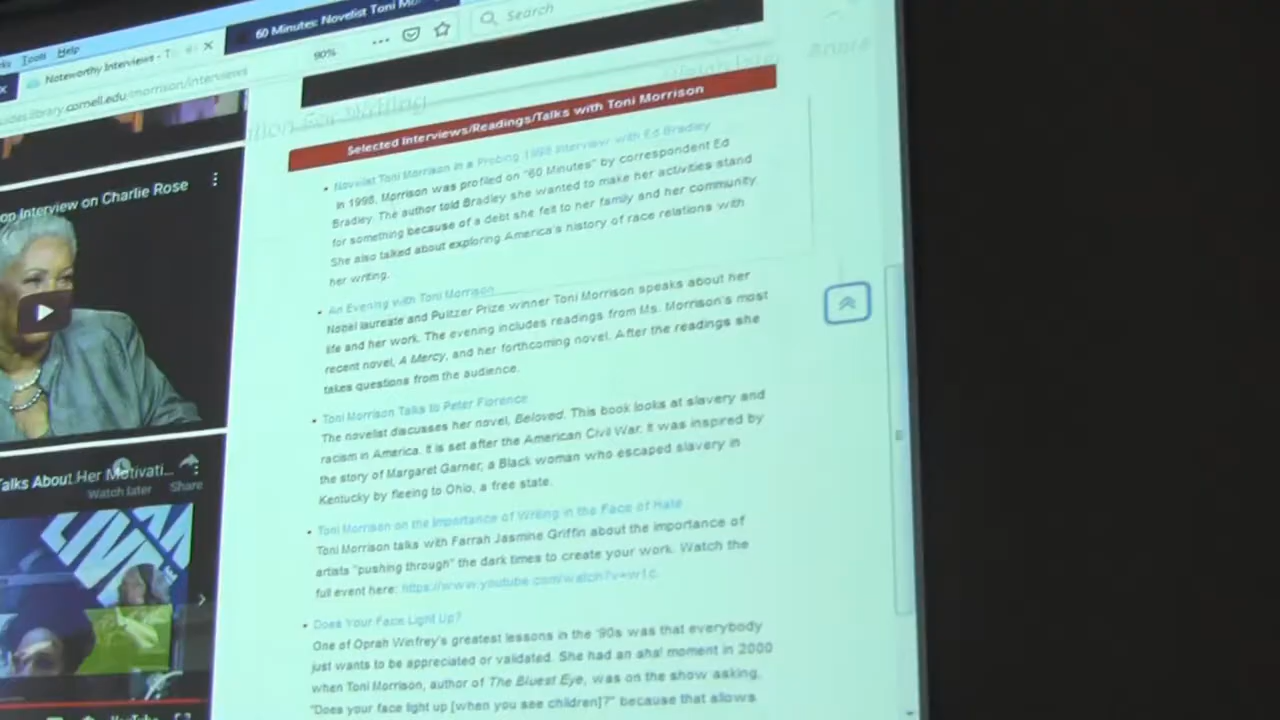 Tools Help
60 Minutes: Novelist Toni Mo
Noteworthy Interviews - T
90%
Search
library.cornell.edu/morrison/interviews
Selected Interviews/Readings/Talks with Toni Morrison
Novelist Toni Morrison in a Probing 1998 Interview with Ed Bradley
In 1998, Morrison was profiled on "60 Minutes" by correspondent Ed
Bradley. The author told Bradley she wanted to make her activities stand
for something because of a debt she felt to her family and her community.
She also talked about exploring America's history of race relations with
her writing.
An Evening with Toni Morrison
Nobel laureate and Pulitzer Prize winner Toni Morrison speaks about her
life and her work. The evening includes readings from Ms. Morrison's most
recent novel, A Mercy, and her forthcoming novel. After the readings she
takes questions from the audience.
Toni Morrison Talks to Peter Florence
The novelist discusses her novel, Beloved. This book looks at slavery and
racism in America. It is set after the American Civil War. It was inspired by
the story of Margaret Garner, a Black woman who escaped slavery in
Kentucky by fleeing to Ohio, a free state.
Toni Morrison on the Importance of Writing in the Face of Hate
Toni Morrison talks with Farrah Jasmine Griffin about the importance of
artists "pushing through" the dark times to create your work. Watch the
full event here: https://www.youtube.com/watch?v=w1c.
Does Your Face Light Up?
One of Oprah Winfrey's greatest lessons in the '90s was that everybody
just wants to be appreciated or validated. She had an aha! moment in 2000
when Toni Morrison, author of The Bluest Eye, was on the show asking,
"Does your face light up [when you see children]?" because that allows
op Interview on Charlie Rose
Talks About Her Motivati...
Watch later
Share
YouTube